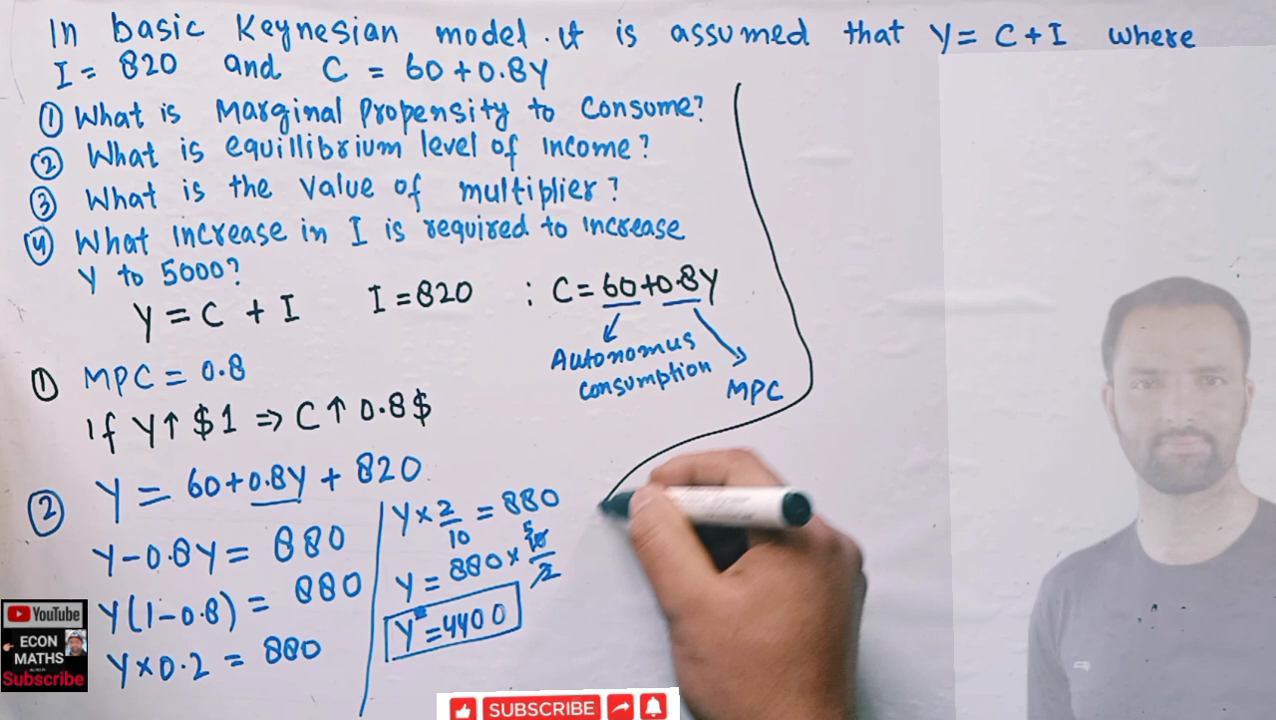 In basic Keynesian model. it is assumed that Y = C + I where
I = 820 and C = 60 + 0.8Y
① What is Marginal Propensity to Consume?
② What is equillibrium level of income?
③ What is the value of multiplier?
④ What increase in I is required to increase
Y to 5000?
Y = C + I I = 820 : C = 60 + 0.8Y
Autonomus
consumption
MPC
① MPC = 0.8
If Y↑ $1 ⇒ C↑ 0.8$
② Y = 60 + 0.8Y + 820
Y - 0.8Y = 880
Y(1 - 0.8) = 880
Y × 0.2 = 880
Y × 2/10 = 880
Y = 880 × 10/2 5
Y* = 4400
YouTube
ECON
MATHS
Subscribe
SUBSCRIBE